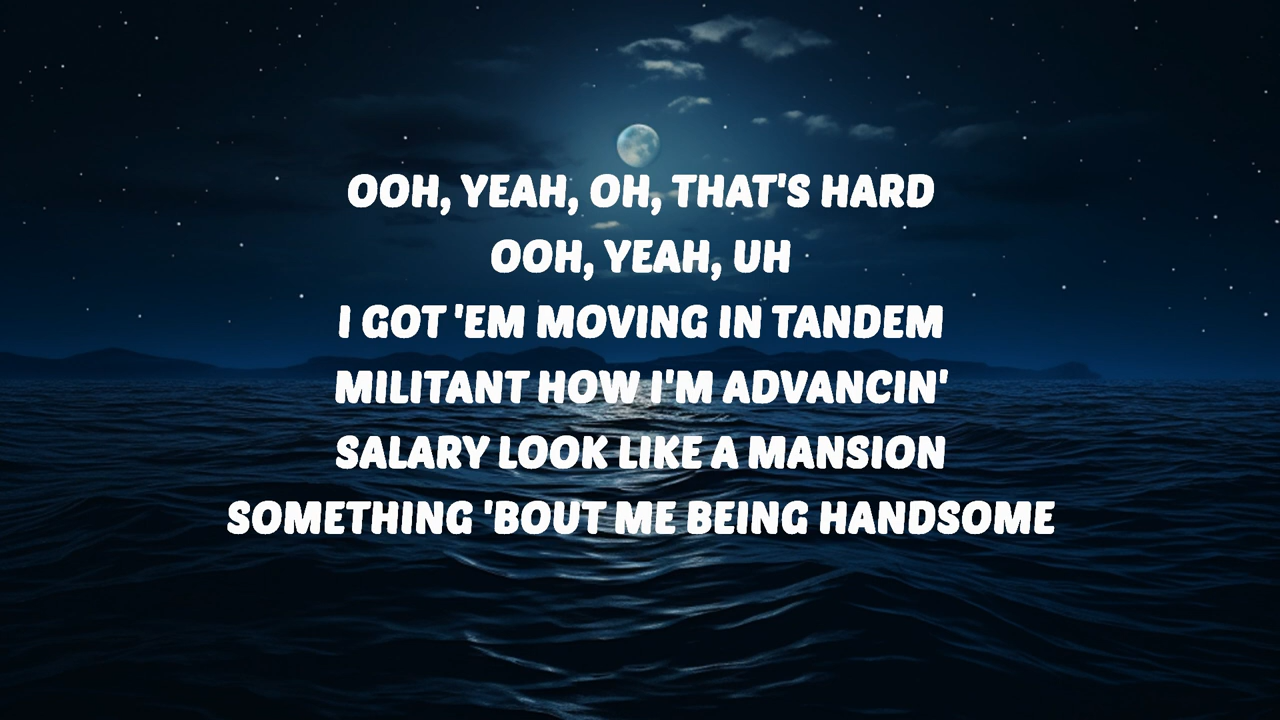 OOH, YEAH, OH, THAT'S HARD
OOH, YEAH, UH
I GOT 'EM MOVING IN TANDEM
MILITANT HOW I'M ADVANCIN'
SALARY LOOK LIKE A MANSION
SOMETHING 'BOUT ME BEING HANDSOME